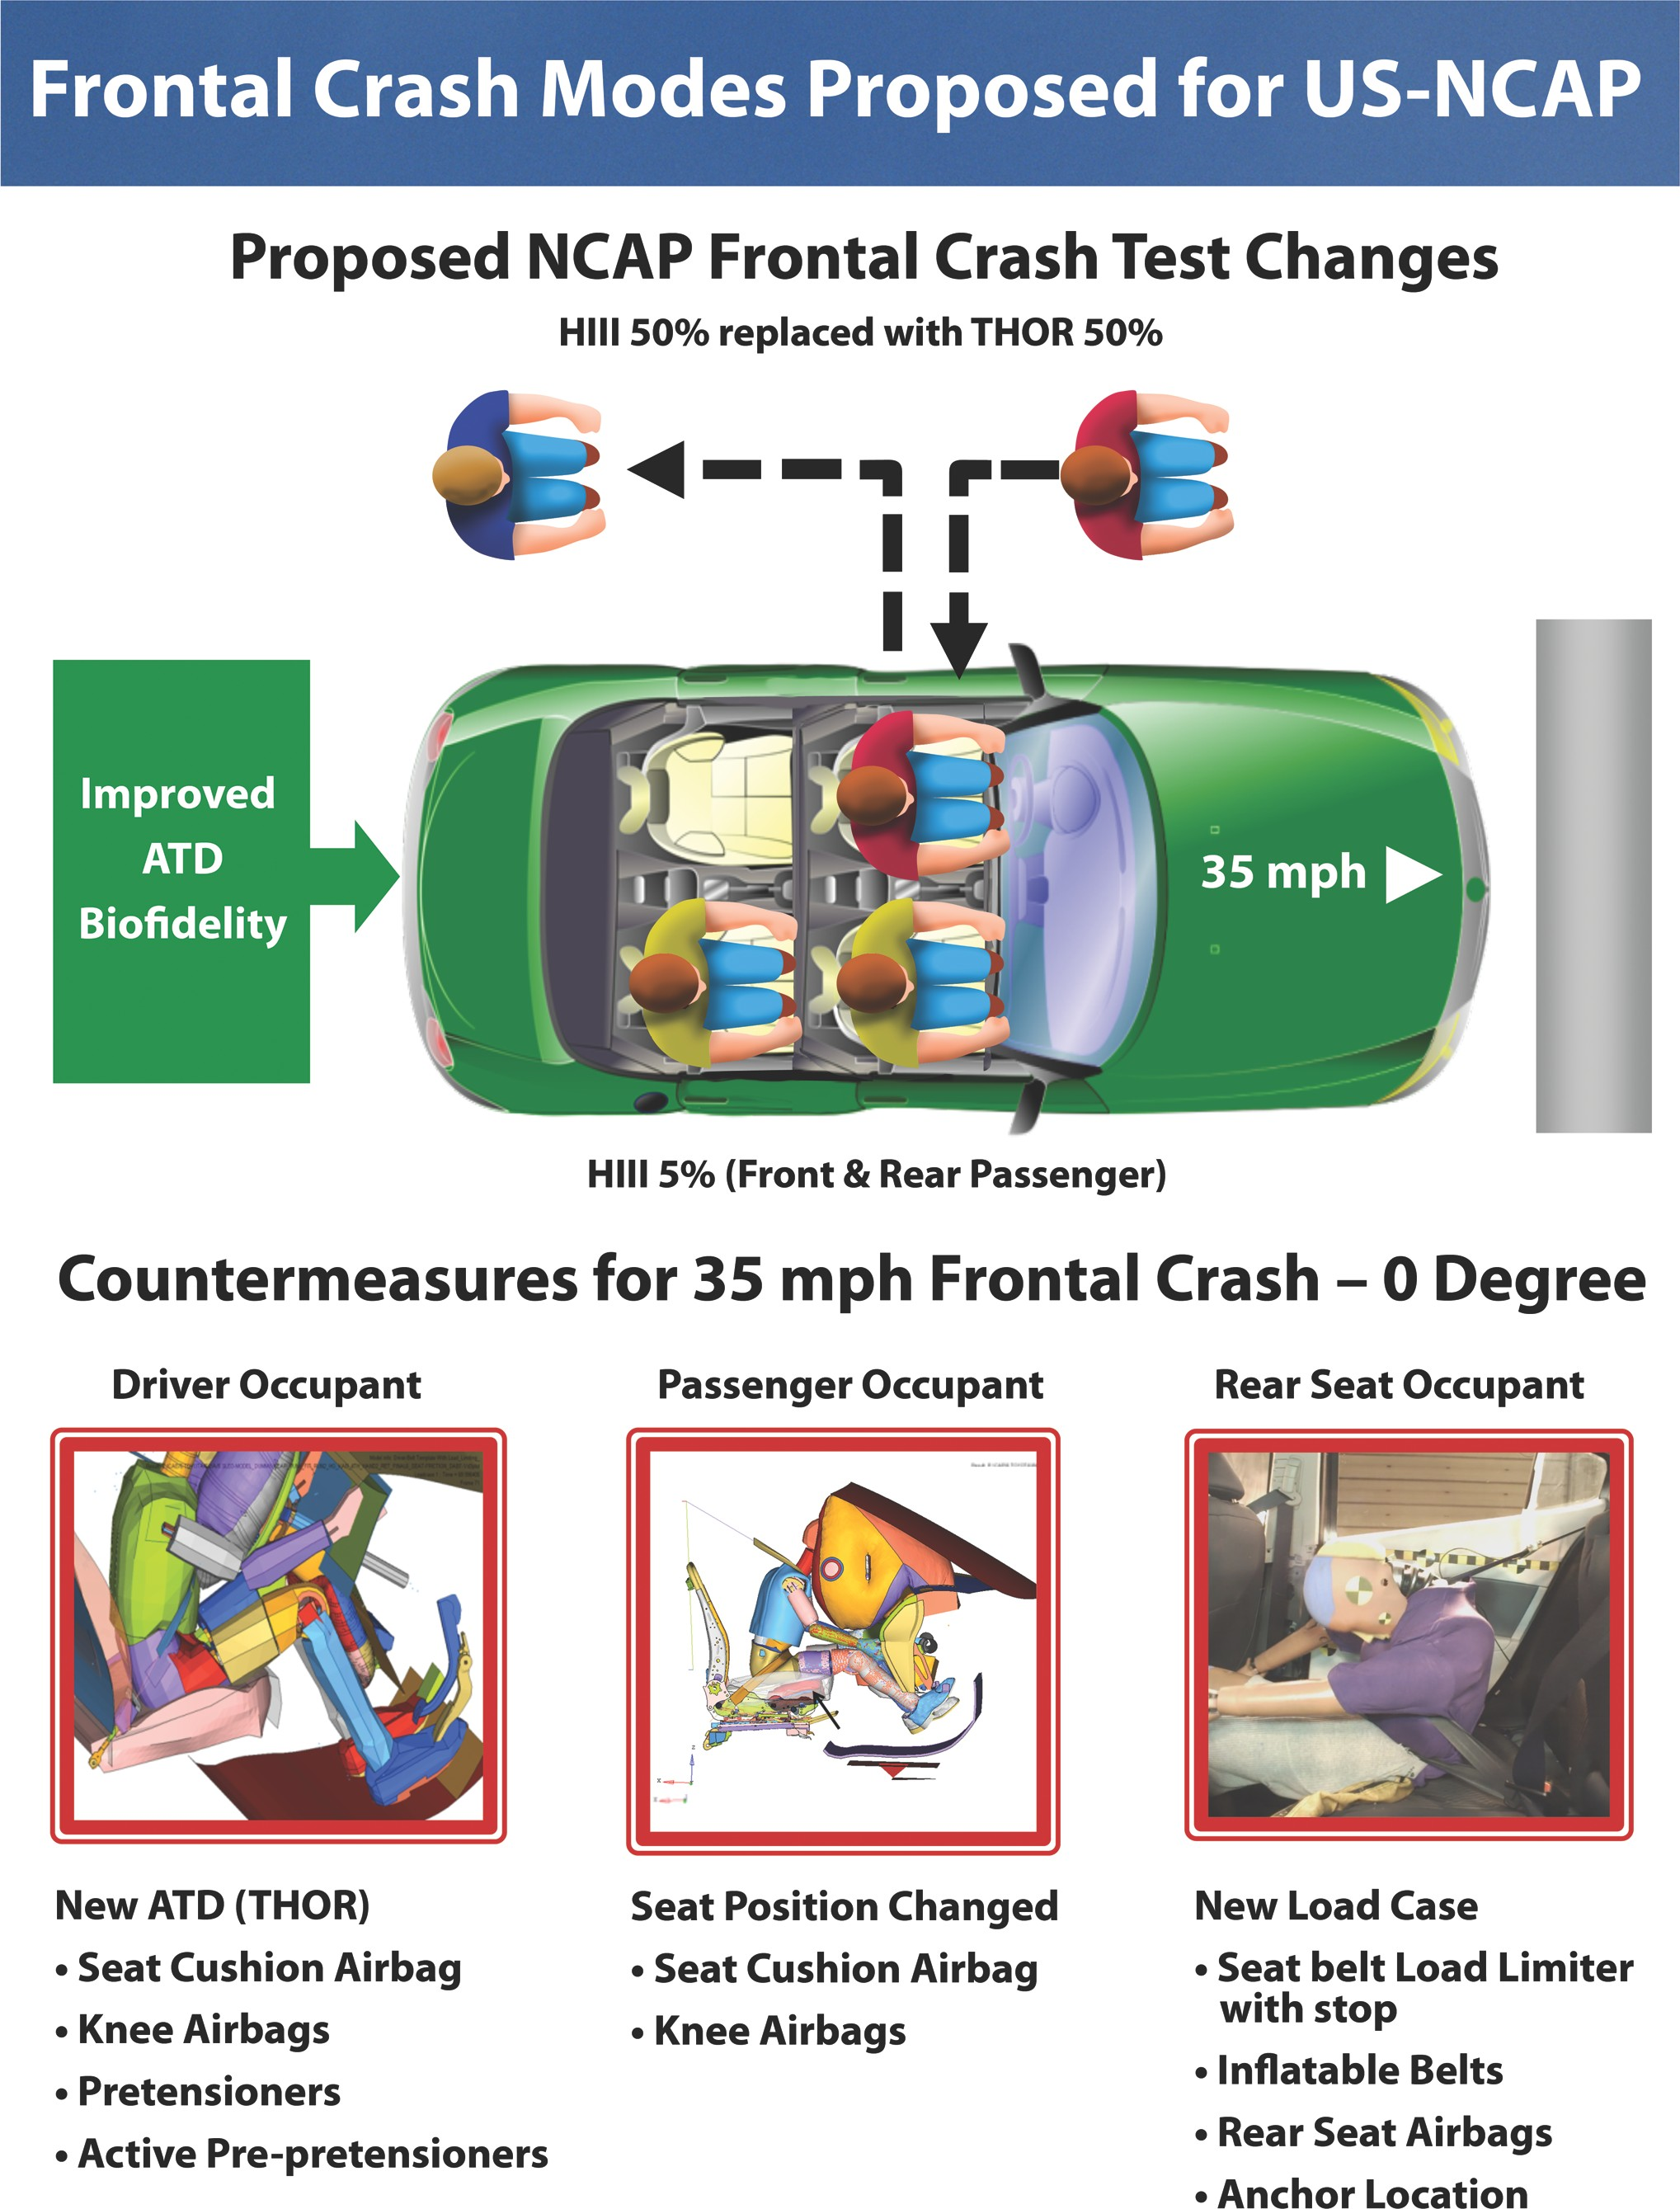 Frontal Crash Modes Proposed for US-NCAP
Proposed NCAP Frontal Crash Test Changes
HIII 50% replaced with THOR 50%
Improved
ATD
Biofidelity
35 mph
HIII 5% (Front & Rear Passenger)
Countermeasures for 35 mph Frontal Crash – 0 Degree
Driver Occupant
Passenger Occupant
Rear Seat Occupant
New ATD (THOR)
• Seat Cushion Airbag
• Knee Airbags
• Pretensioners
• Active Pre-pretensioners
Seat Position Changed
• Seat Cushion Airbag
• Knee Airbags
New Load Case
• Seat belt Load Limiter
with stop
• Inflatable Belts
• Rear Seat Airbags
• Anchor Location